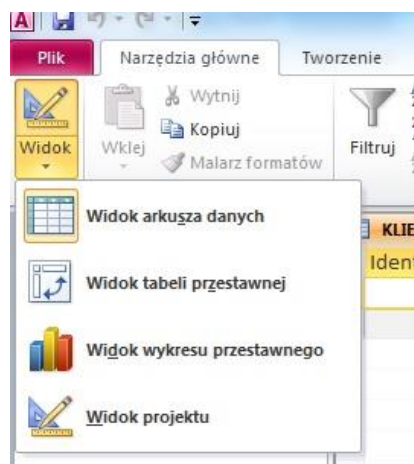 A
Plik Narzędzia główne Tworzenie
Widok
Wklej
Wytnij
Kopiuj
Malarz formatów
Filtruj
Widok arkusza danych
Widok tabeli przestawnej
Widok wykresu przestawnego
Widok projektu
KLIE
Iden